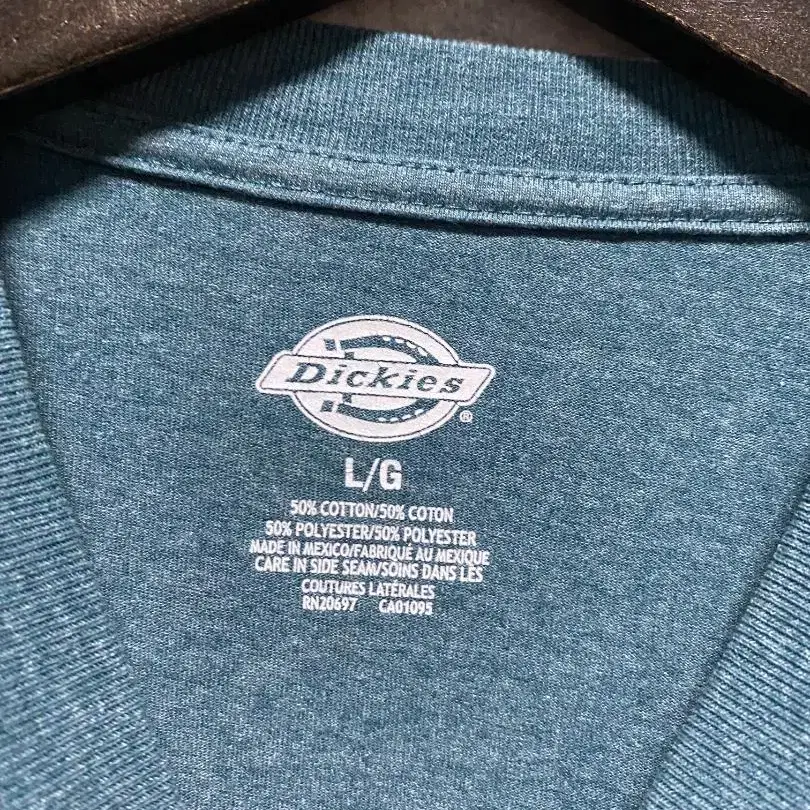 Dickies
®
L/G
50% COTTON/50% COTON
50% POLYESTER/50% POLYESTER
MADE IN MEXICO/FABRIQUÉ AU MEXIQUE
CARE IN SIDE SEAM/SOINS DANS LES
COUTURES LATÉRALES
RN20697 CA01095